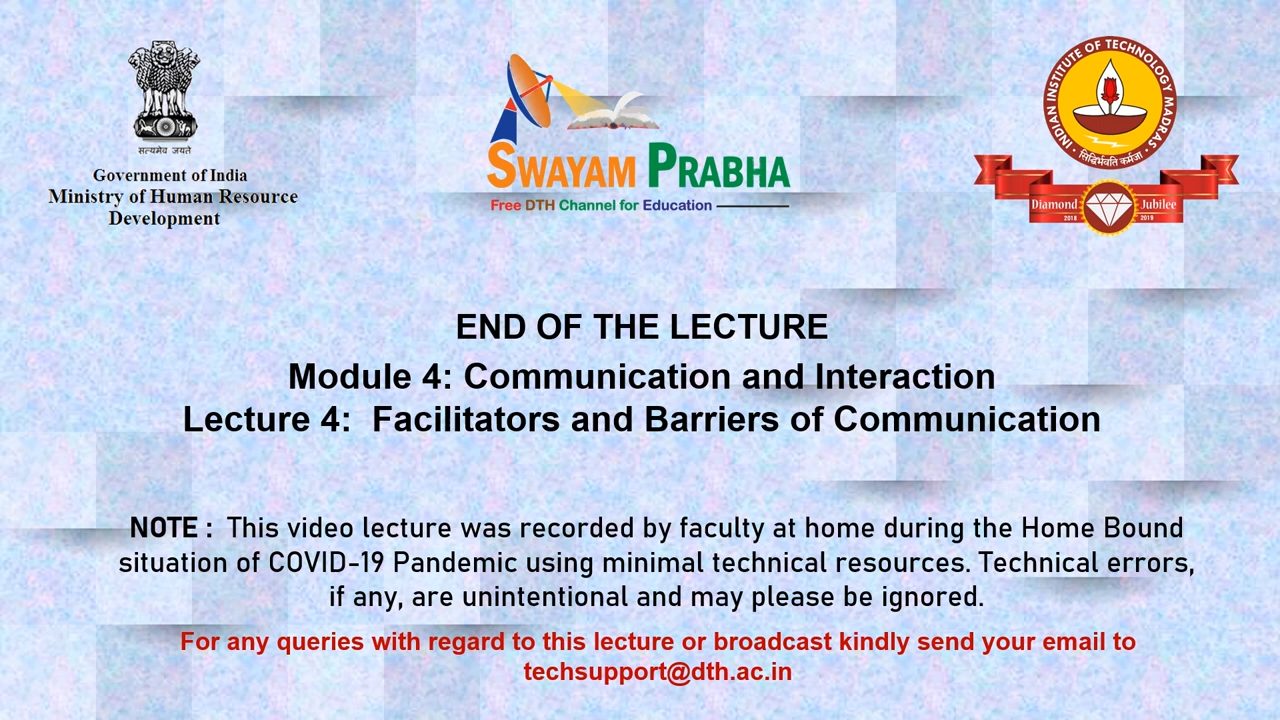 सत्यमेव जयते
Government of India
Ministry of Human Resource
Development
SWAYAM PRABHA
Free DTH Channel for Education
INDIAN INSTITUTE OF TECHNOLOGY MADRAS
सिद्धिर्भवति कर्मजा
Diamond Jubilee
2018 2019
END OF THE LECTURE
Module 4: Communication and Interaction
Lecture 4: Facilitators and Barriers of Communication
NOTE : This video lecture was recorded by faculty at home during the Home Bound
situation of COVID-19 Pandemic using minimal technical resources. Technical errors,
if any, are unintentional and may please be ignored.
For any queries with regard to this lecture or broadcast kindly send your email to
techsupport@dth.ac.in